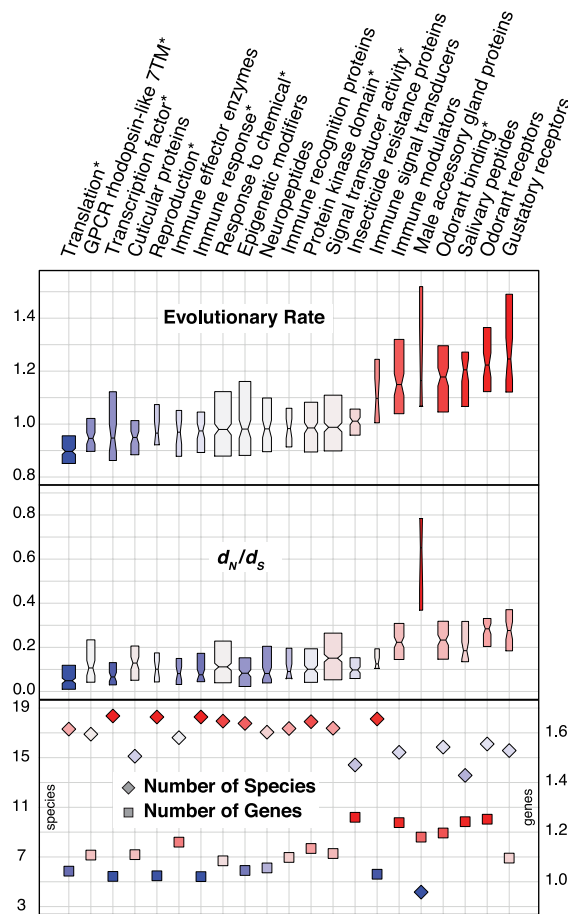 Translation*
GPCR rhodopsin-like 7TM*
Transcription factor*
Cuticular proteins
Reproduction*
Immune effector enzymes
Immune response*
Response to chemical*
Epigenetic modifiers
Neuropeptides
Immune recognition proteins
Protein kinase domain*
Signal transducer activity*
Insecticide resistance proteins
Immune signal transducers
Immune modulators
Male accessory gland proteins
Odorant binding*
Salivary peptides
Odorant receptors
Gustatory receptors
Evolutionary Rate
1.4
1.2
1.0
0.8
dN/dS
0.8
0.6
0.4
0.2
0.0
19
15
11
7
3
species
Number of Species
Number of Genes
1.6
1.4
1.2
1.0
genes